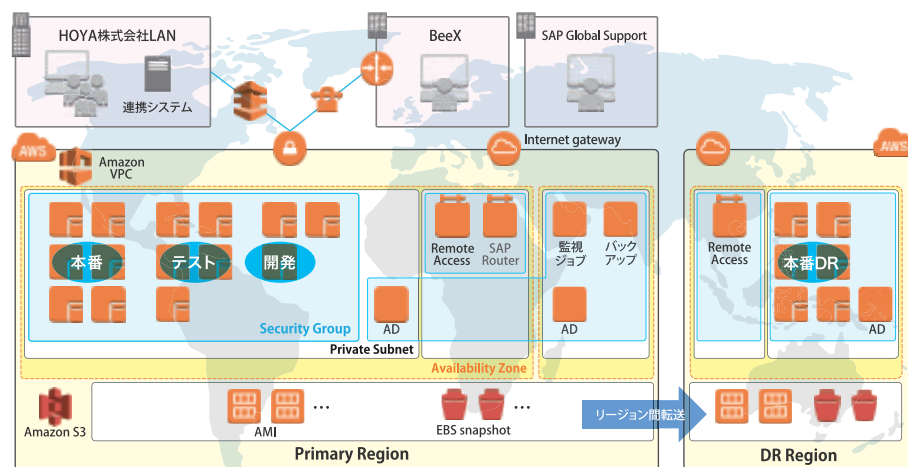 HOYA株式会社LAN
連携システム
BeeX
SAP Global Support
Internet gateway
AWS
Amazon
VPC
本番
テスト
開発
Security Group
AD
Private Subnet
Remote
Access
SAP
Router
監視
ジョブ
バック
アップ
AD
Availability Zone
Amazon S3
AMI
...
EBS snapshot
...
Primary Region
リージョン間転送
AWS
Remote
Access
本番DR
AD
DR Region